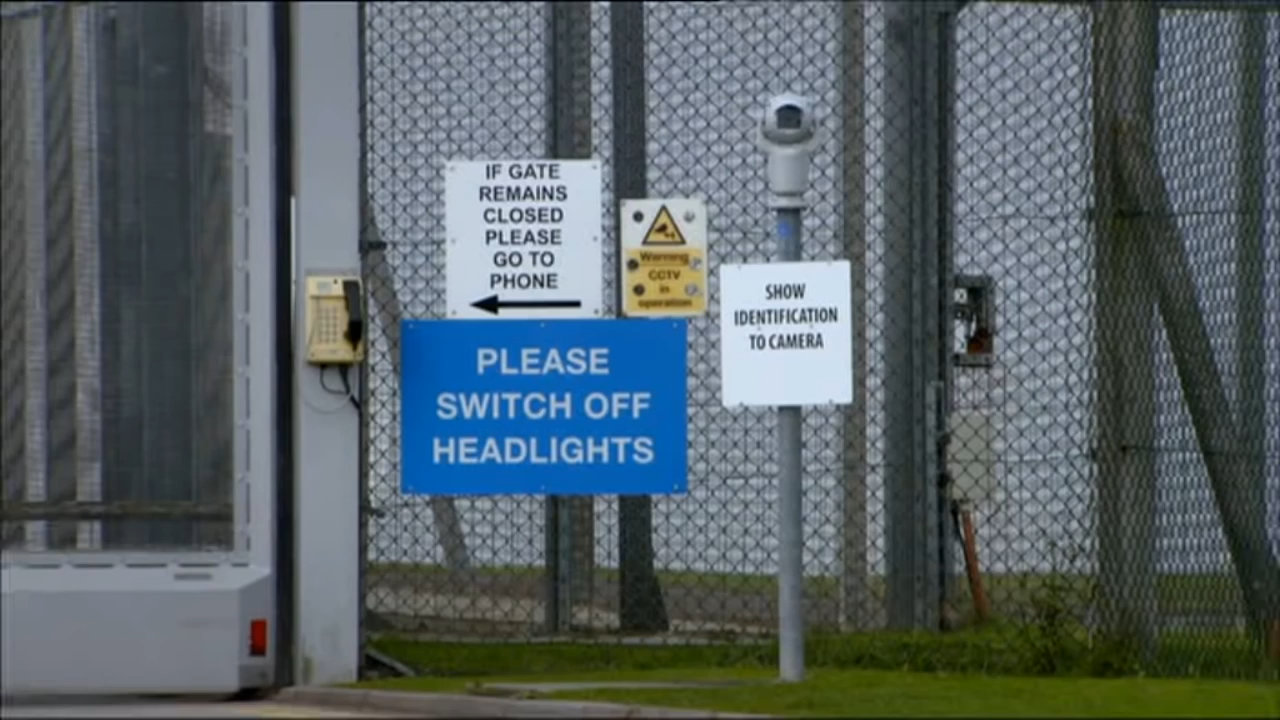 IF GATE
REMAINS
CLOSED
PLEASE
GO TO
PHONE
Warning
CCTV
in
operation
SHOW
IDENTIFICATION
TO CAMERA
PLEASE
SWITCH OFF
HEADLIGHTS